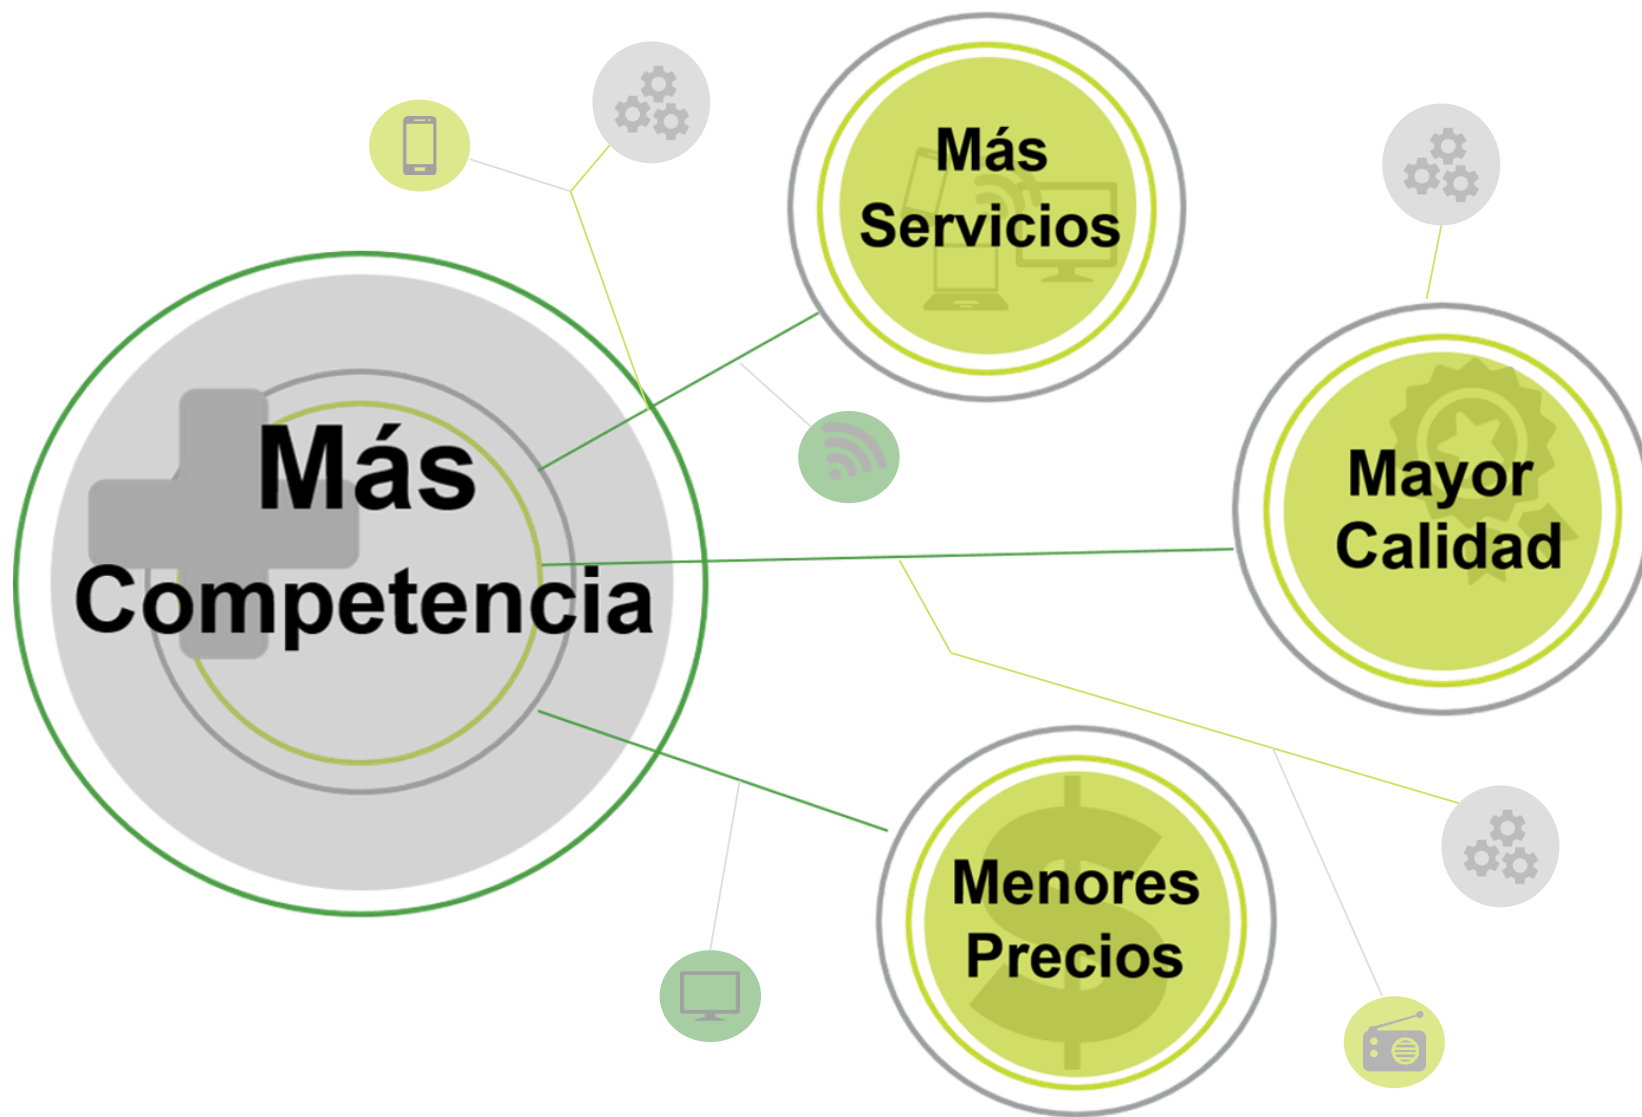 Más
Competencia
Más
Servicios
Mayor
Calidad
Menores
Precios